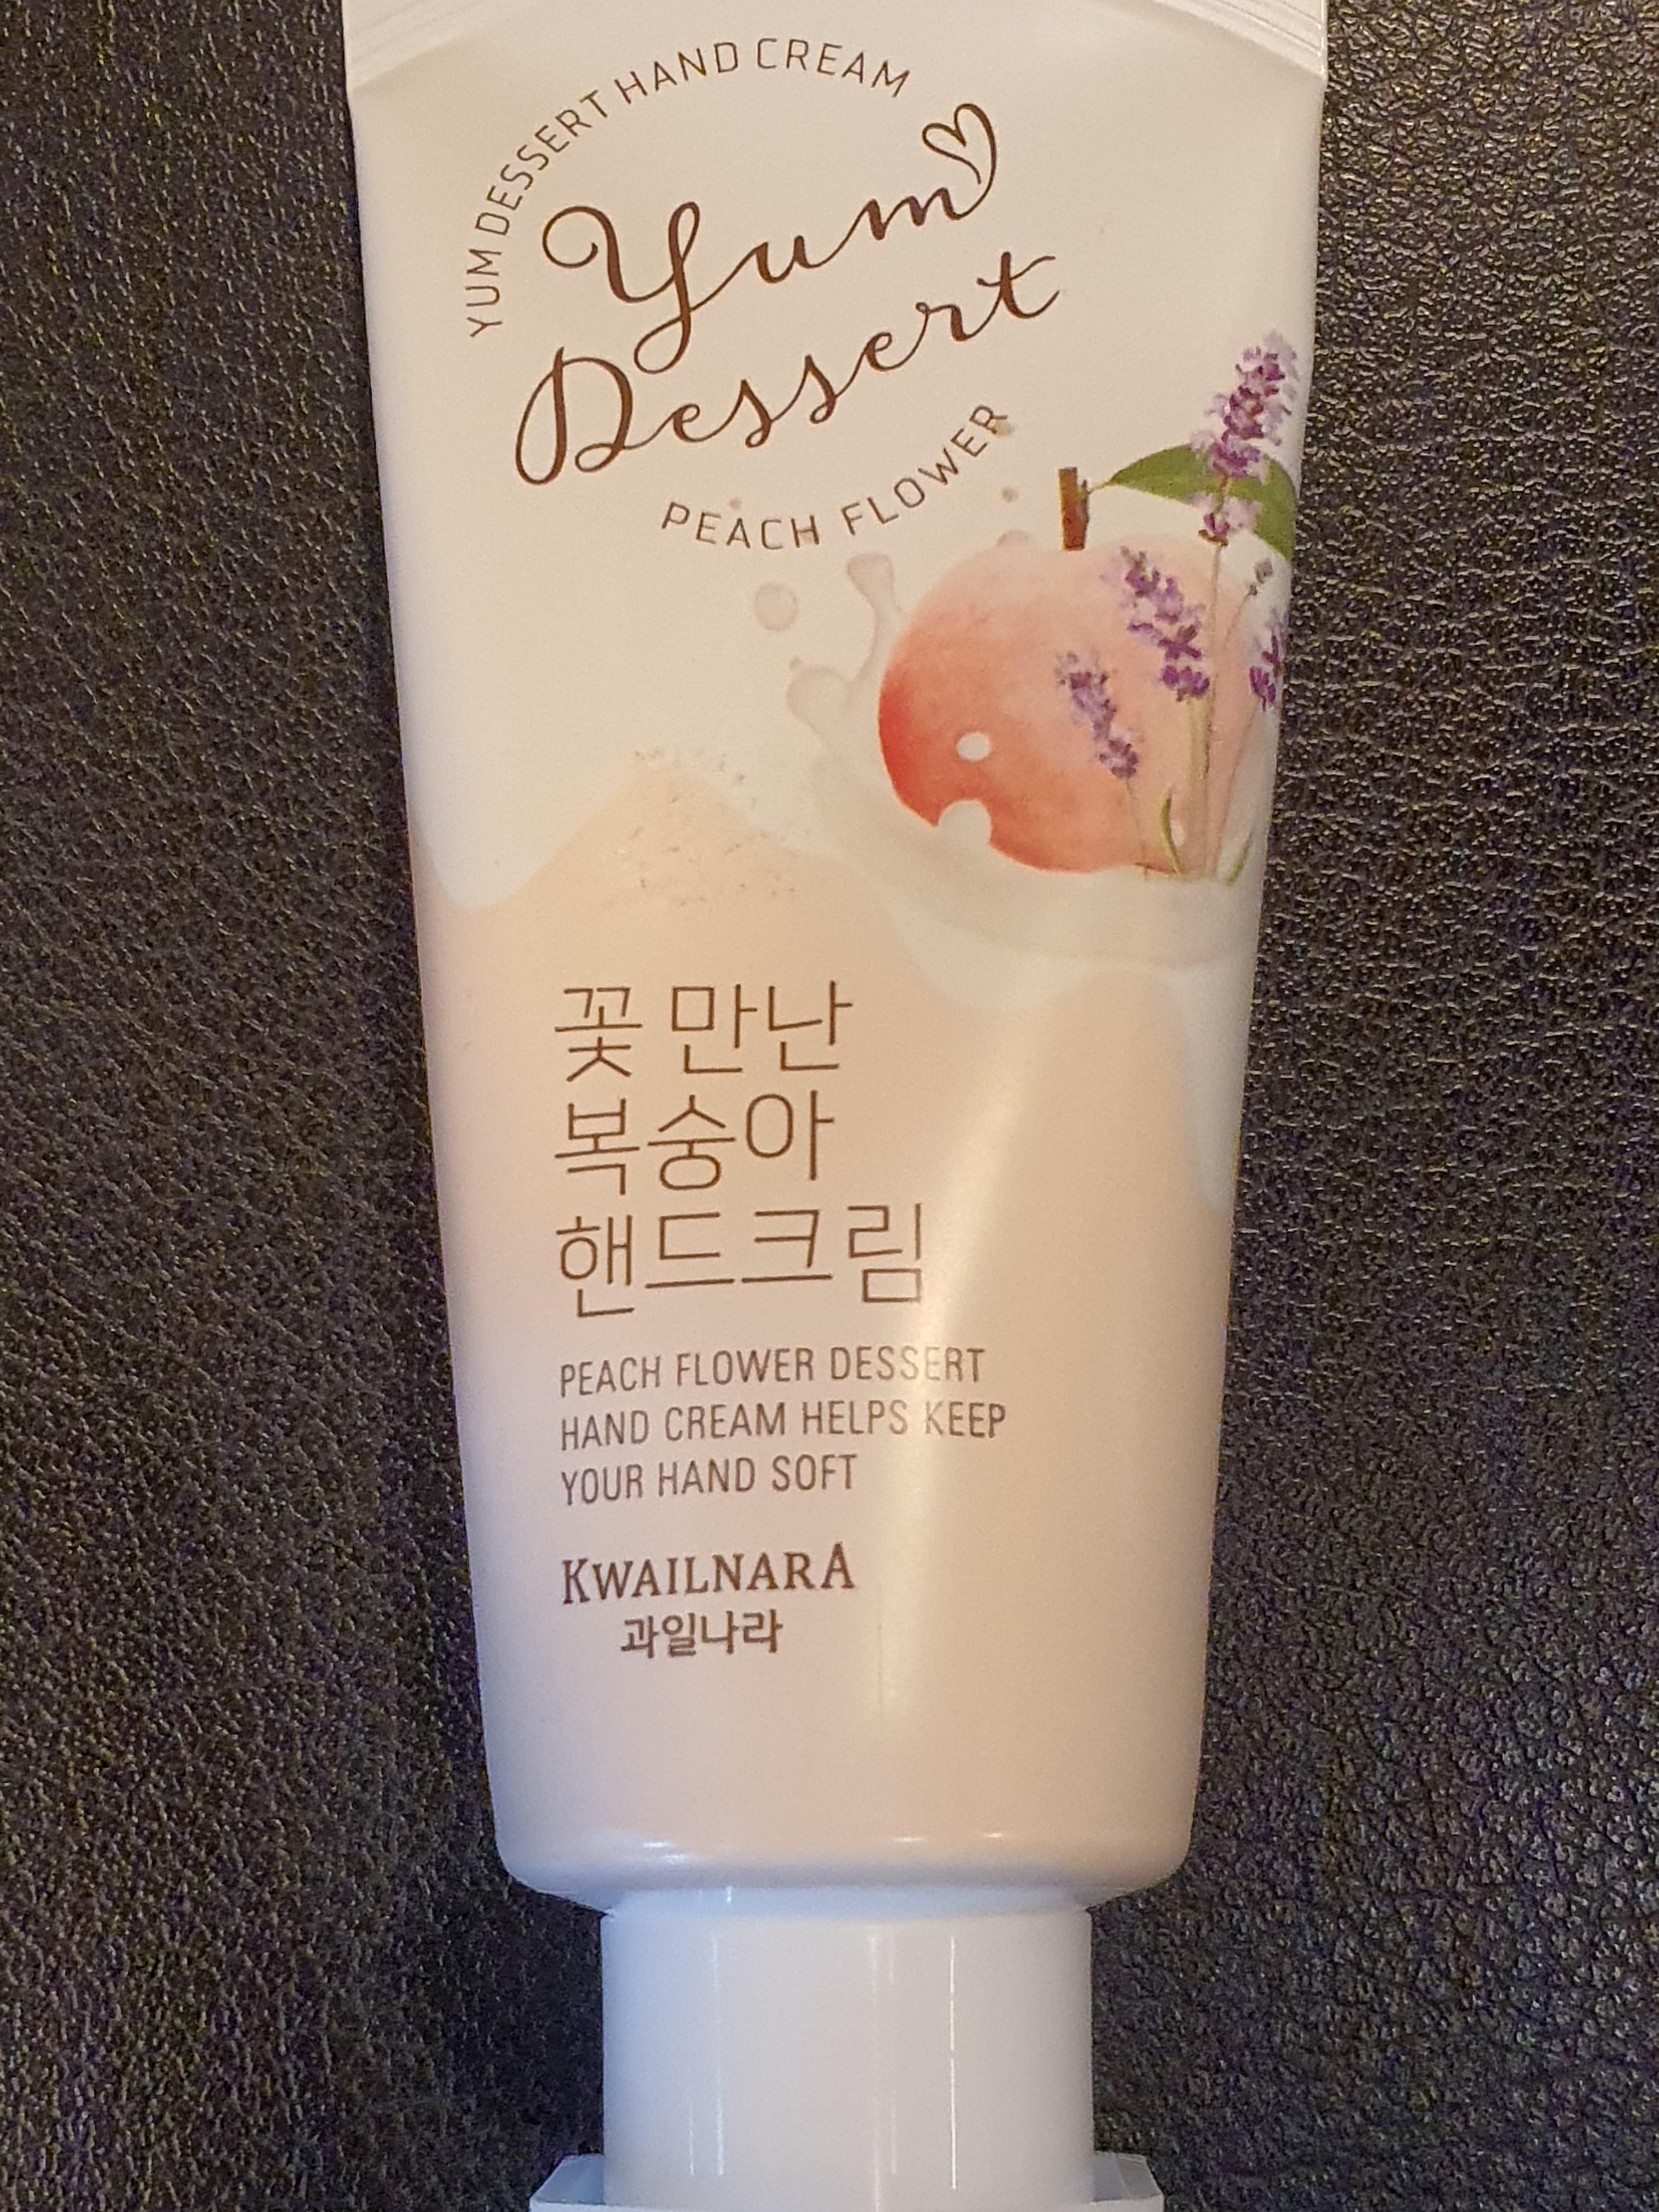 YUM DESSERT HAND CREAM
Yum
Dessert
PEACH FLOWER
꽃 만난
복숭아
핸드크림
PEACH FLOWER DESSERT
HAND CREAM HELPS KEEP
YOUR HAND SOFT
KWAILNARA
과일나라